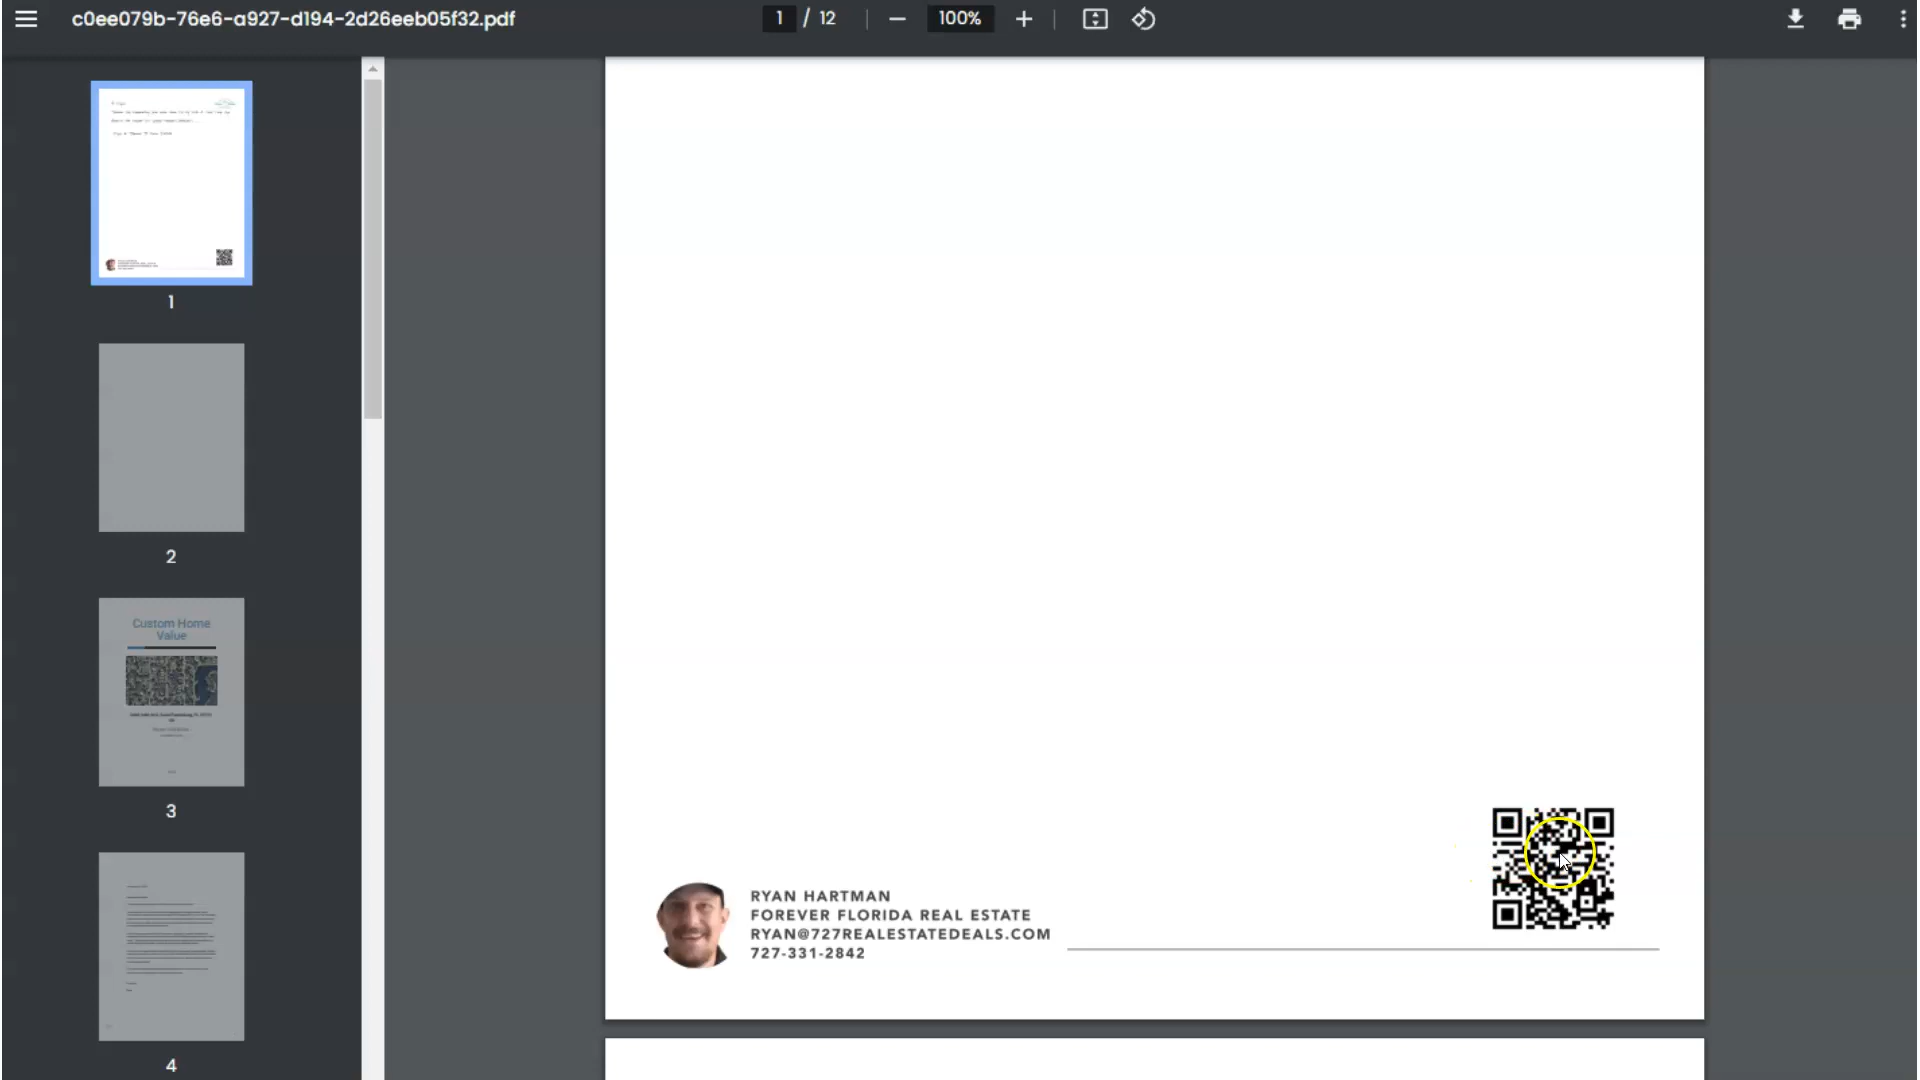 c0ee079b-76e6-a927-d194-2d26eeb05f32.pdf
1 / 12
100%
1
2
Custom Home
Value
3
4
RYAN HARTMAN
FOREVER FLORIDA REAL ESTATE
RYAN@727REALESTATEDEALS.COM
727-331-2842